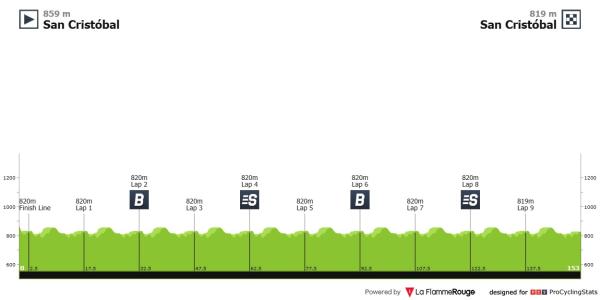 859 m
San Cristóbal
819 m
San Cristóbal
820m
Finish Line
820m
Lap 1
820m
Lap 2
B
820m
Lap 3
820m
Lap 4
S
820m
Lap 5
820m
Lap 6
B
820m
Lap 7
820m
Lap 8
S
819m
Lap 9
1200
1000
800
600
1200
1000
800
600
0
2.5
17.5
32.5
47.5
62.5
77.5
92.5
107.5
122.5
137.5
Powered by La FlammeRouge designed for PCS ProCyclingStats